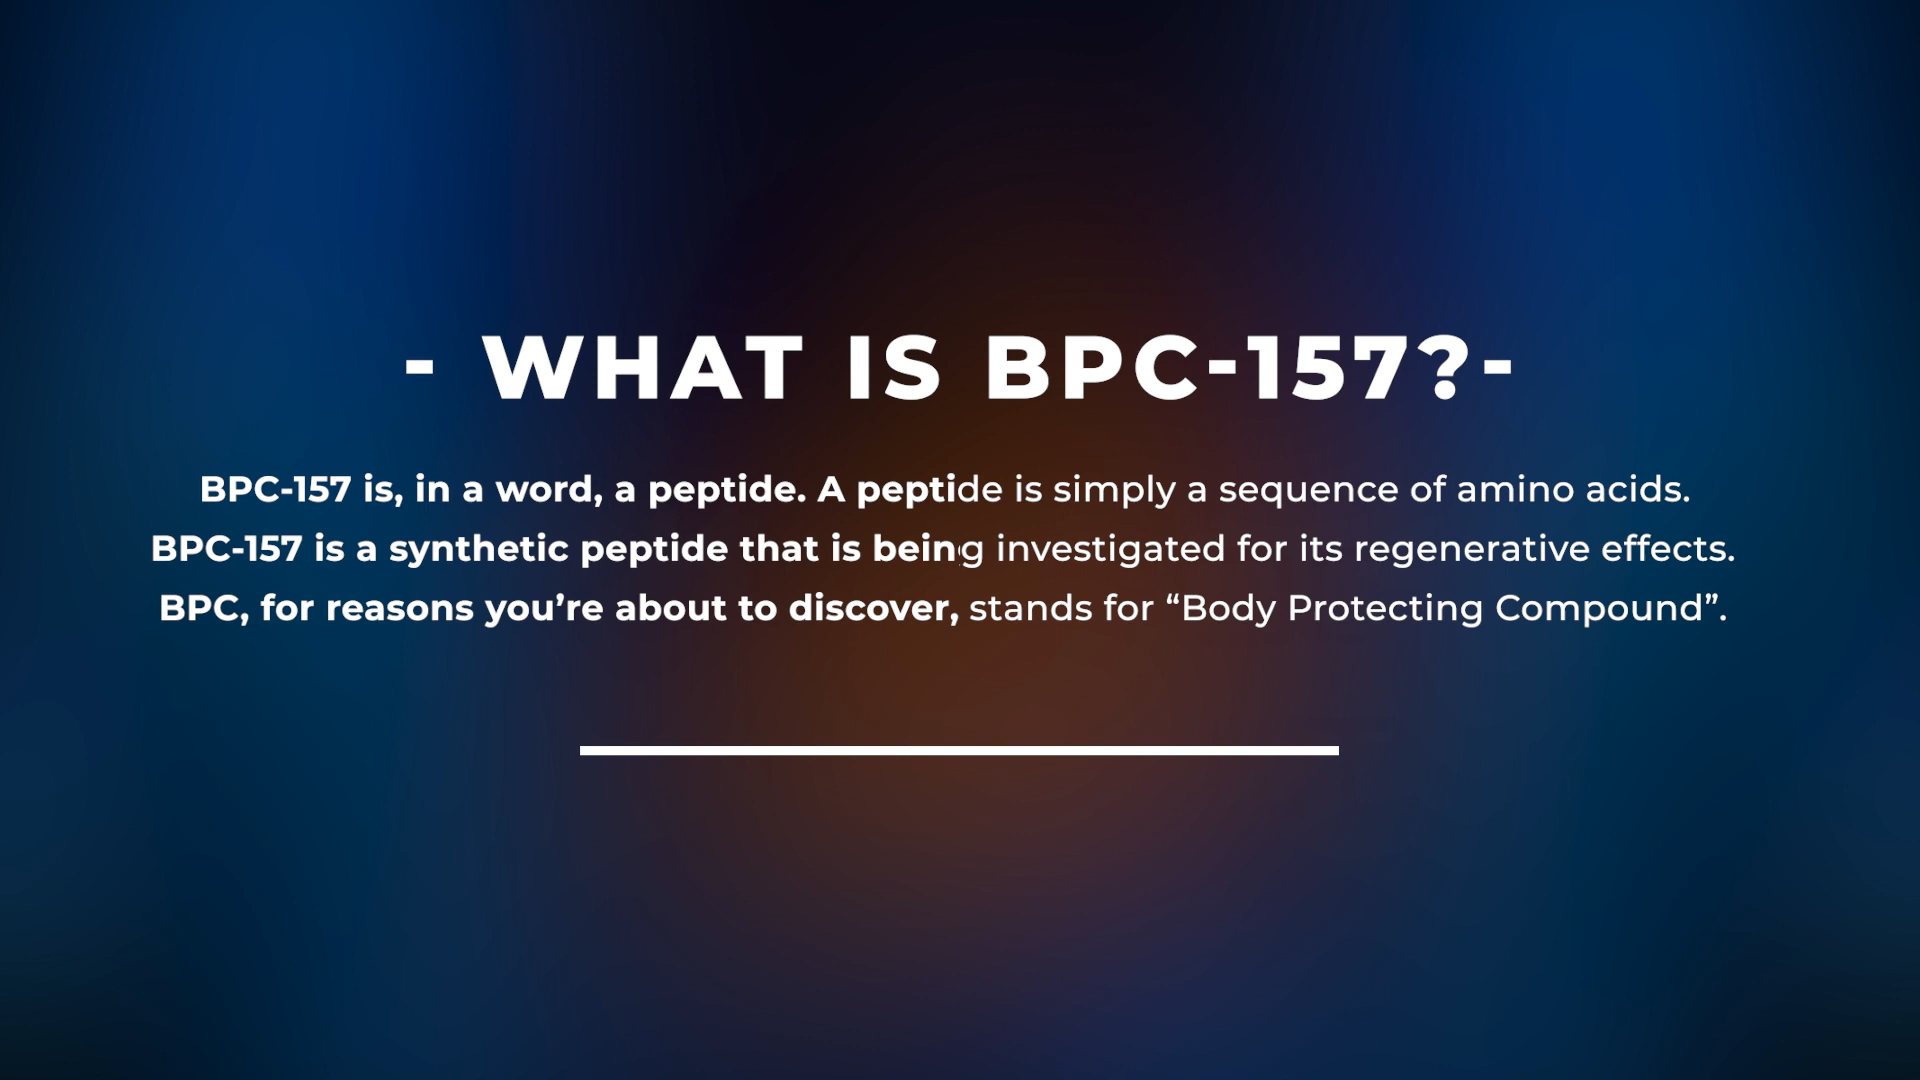 - WHAT IS BPC-157?-
BPC-157 is, in a word, a peptide. A peptide is simply a sequence of amino acids.
BPC-157 is a synthetic peptide that is being investigated for its regenerative effects.
BPC, for reasons you’re about to discover, stands for “Body Protecting Compound”.